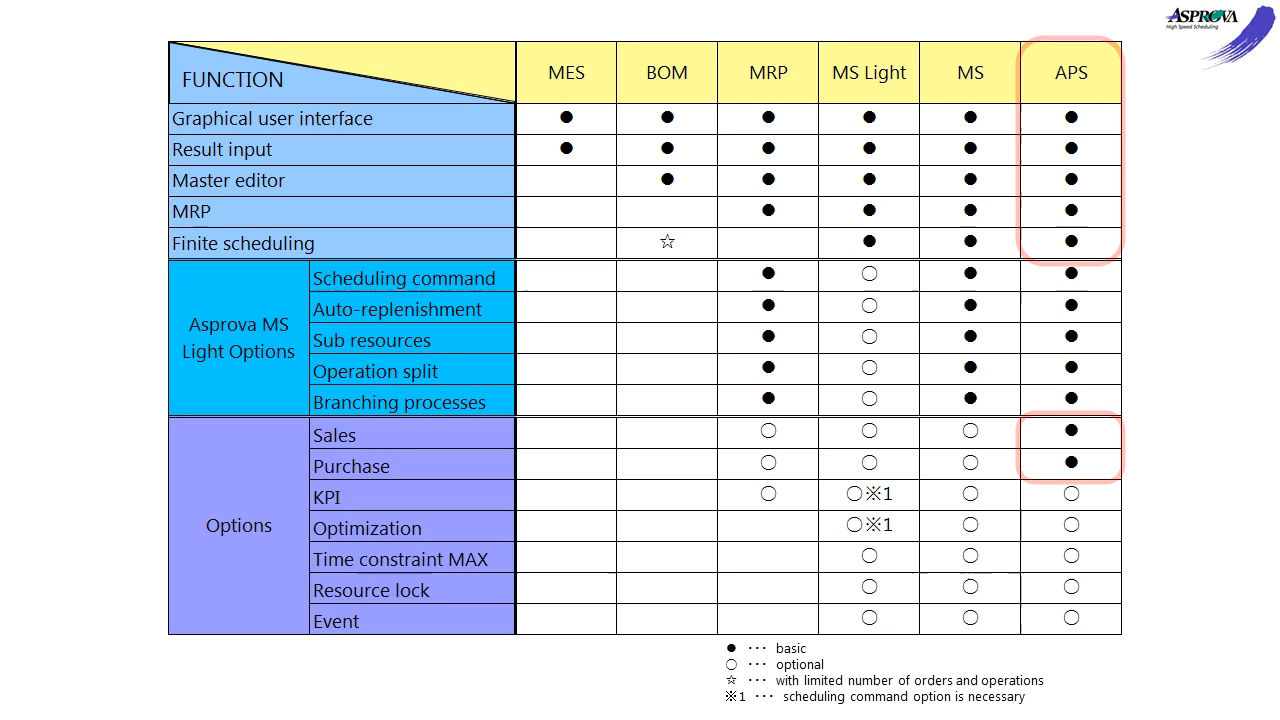 ASPROVA
High Speed Scheduling
FUNCTION MES BOM MRP MS Light MS APS
Graphical user interface ● ● ● ● ● ●
Result input ● ● ● ● ● ●
Master editor ● ● ● ● ●
MRP ● ● ● ●
Finite scheduling ☆ ● ● ●
Asprova MS
Light Options
Scheduling command ● ○ ● ●
Auto-replenishment ● ○ ● ●
Sub resources ● ○ ● ●
Operation split ● ○ ● ●
Branching processes ● ○ ● ●
Options
Sales ○ ○ ○ ●
Purchase ○ ○ ○ ●
KPI ○ ○※1 ○ ○
Optimization ○※1 ○ ○
Time constraint MAX ○ ○ ○
Resource lock ○ ○ ○
Event ○ ○ ○
● ··· basic
○ ··· optional
☆ ··· with limited number of orders and operations
※1 ··· scheduling command option is necessary